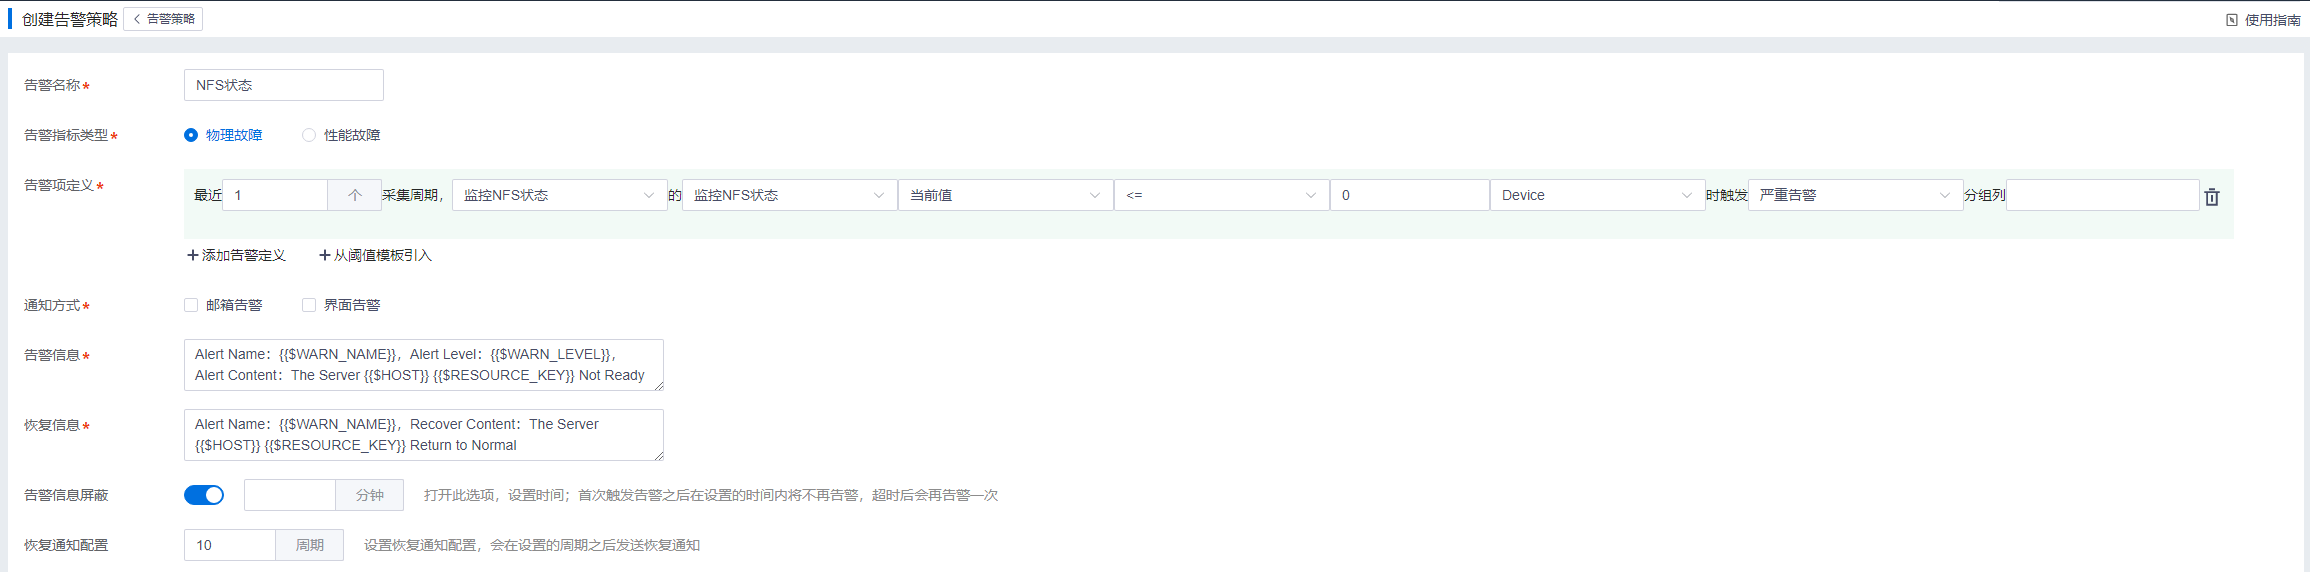 创建告警策略 告警策略 使用指南
告警名称* NFS状态
告警指标类型* 物理故障 性能故障
告警项定义* 最近 1 个 采集周期, 监控NFS状态 的 监控NFS状态 当前值 <= 0 Device 时触发 严重告警 分组列
+添加告警定义 +从阈值模板引入
通知方式* 邮箱告警 界面告警
告警信息* Alert Name：{{$WARN_NAME}}，Alert Level：{{$WARN_LEVEL}}，
Alert Content：The Server {{$HOST}} {{$RESOURCE_KEY}} Not Ready
恢复信息* Alert Name：{{$WARN_NAME}}，Recover Content：The Server
{{$HOST}} {{$RESOURCE_KEY}} Return to Normal
告警信息屏蔽 分钟 打开此选项，设置时间；首次触发告警之后在设置的时间内将不再告警，超时后会再告警一次
恢复通知配置 10 周期 设置恢复通知配置，会在设置的周期之后发送恢复通知